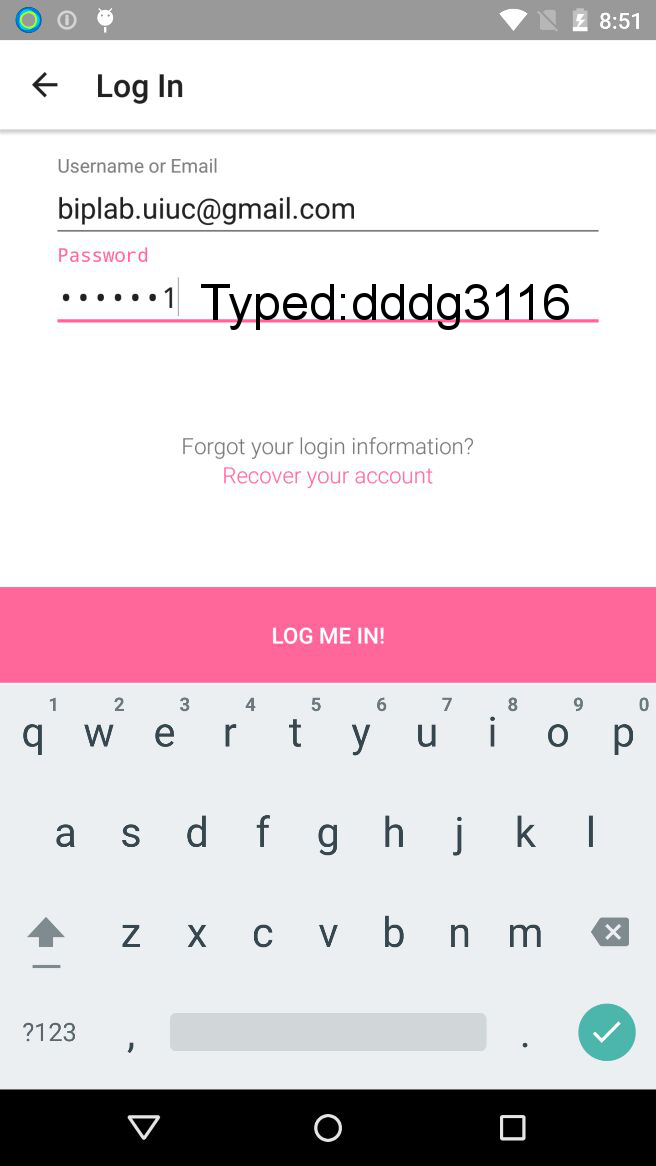 8:51
Log In
Username or Email
biplab.uiuc@gmail.com
Password
••••••1 Typed:dddg3116
Forgot your login information?
Recover your account
LOG ME IN!
1 2 3 4 5 6 7 8 9 0
q w e r t y u i o p
a s d f g h j k l
z x c v b n m
?123 , .